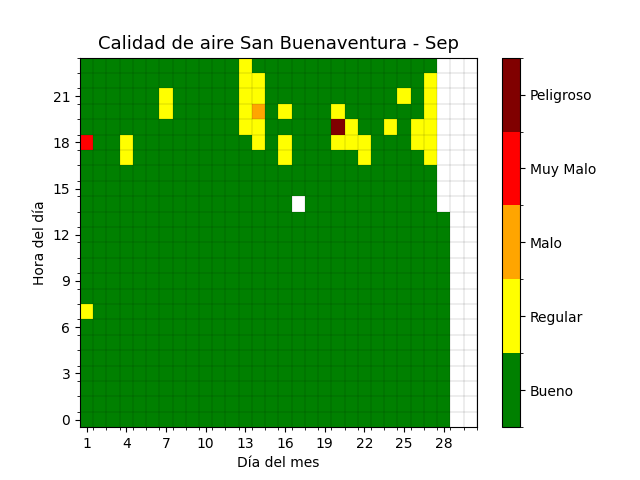 Calidad de aire San Buenaventura - Sep
Hora del día
21
18
15
12
9
6
3
0
1 4 7 10 13 16 19 22 25 28
Día del mes
Peligroso
Muy Malo
Malo
Regular
Bueno